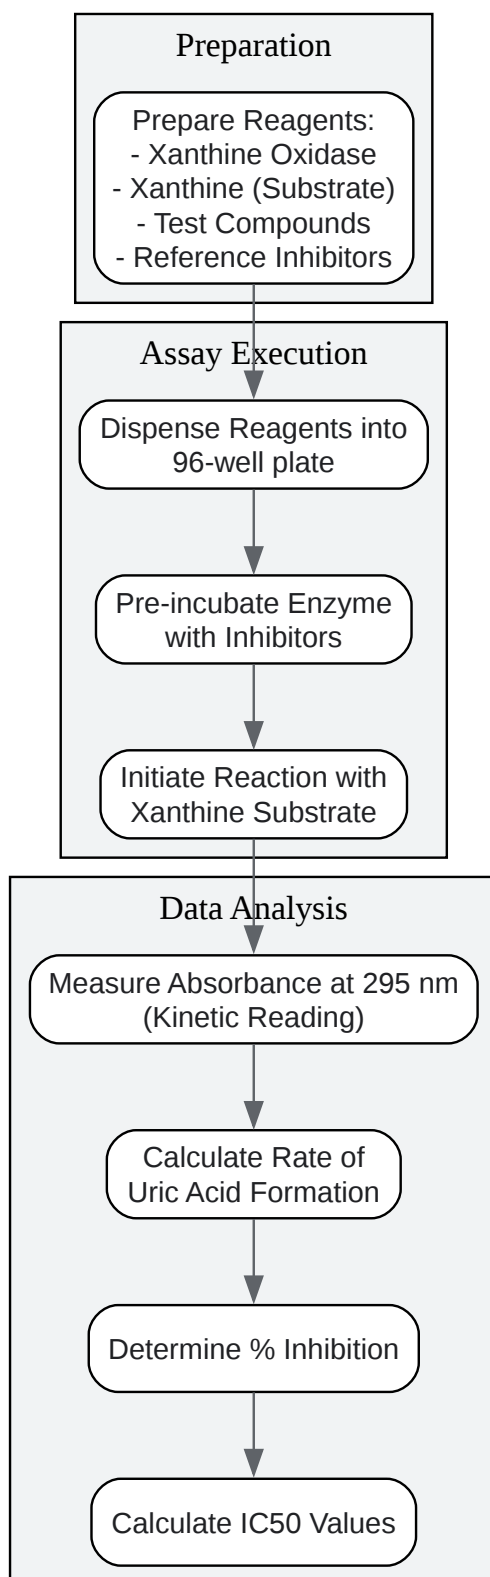 Preparation
Prepare Reagents:
- Xanthine Oxidase
- Xanthine (Substrate)
- Test Compounds
- Reference Inhibitors
Assay Execution
Dispense Reagents into
96-well plate
Pre-incubate Enzyme
with Inhibitors
Initiate Reaction with
Xanthine Substrate
Data Analysis
Measure Absorbance at 295 nm
(Kinetic Reading)
Calculate Rate of
Uric Acid Formation
Determine % Inhibition
Calculate IC50 Values